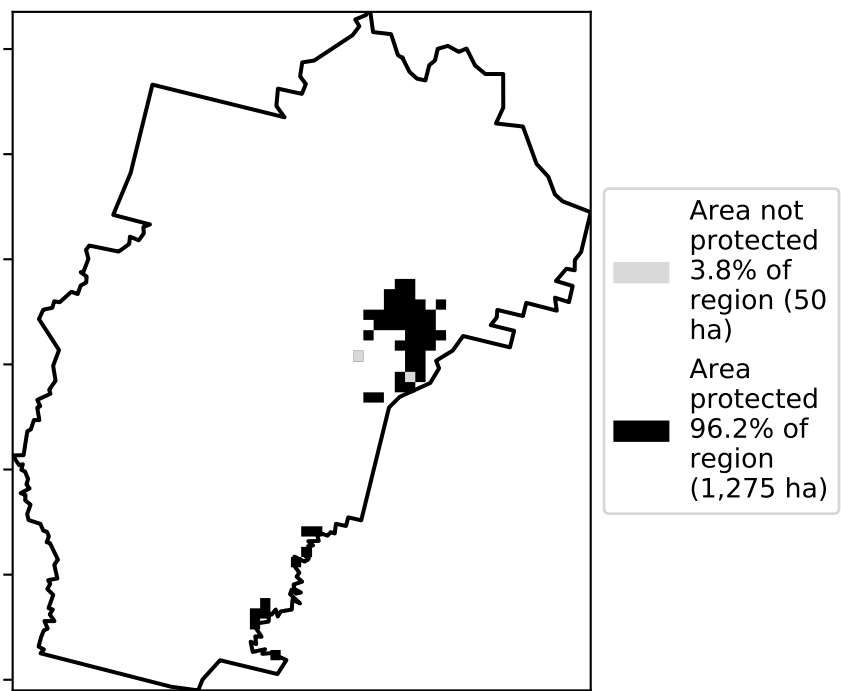 Area not
protected
3.8% of
region (50
ha)
Area
protected
96.2% of
region
(1,275 ha)